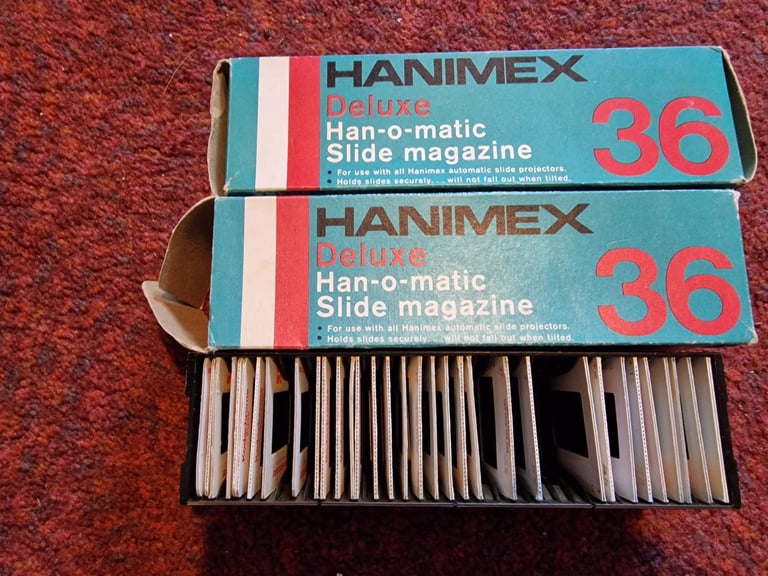 HANIMEX
Deluxe
Han-o-matic
Slide magazine
36
• For use with all Hanimex automatic slide projectors.
• Holds slides securely... will not fall out when tilted.
HANIMEX
Deluxe
Han-o-matic
Slide magazine
36
• For use with all Hanimex automatic slide projectors.
• Holds slides securely... will not fall out when tilted.